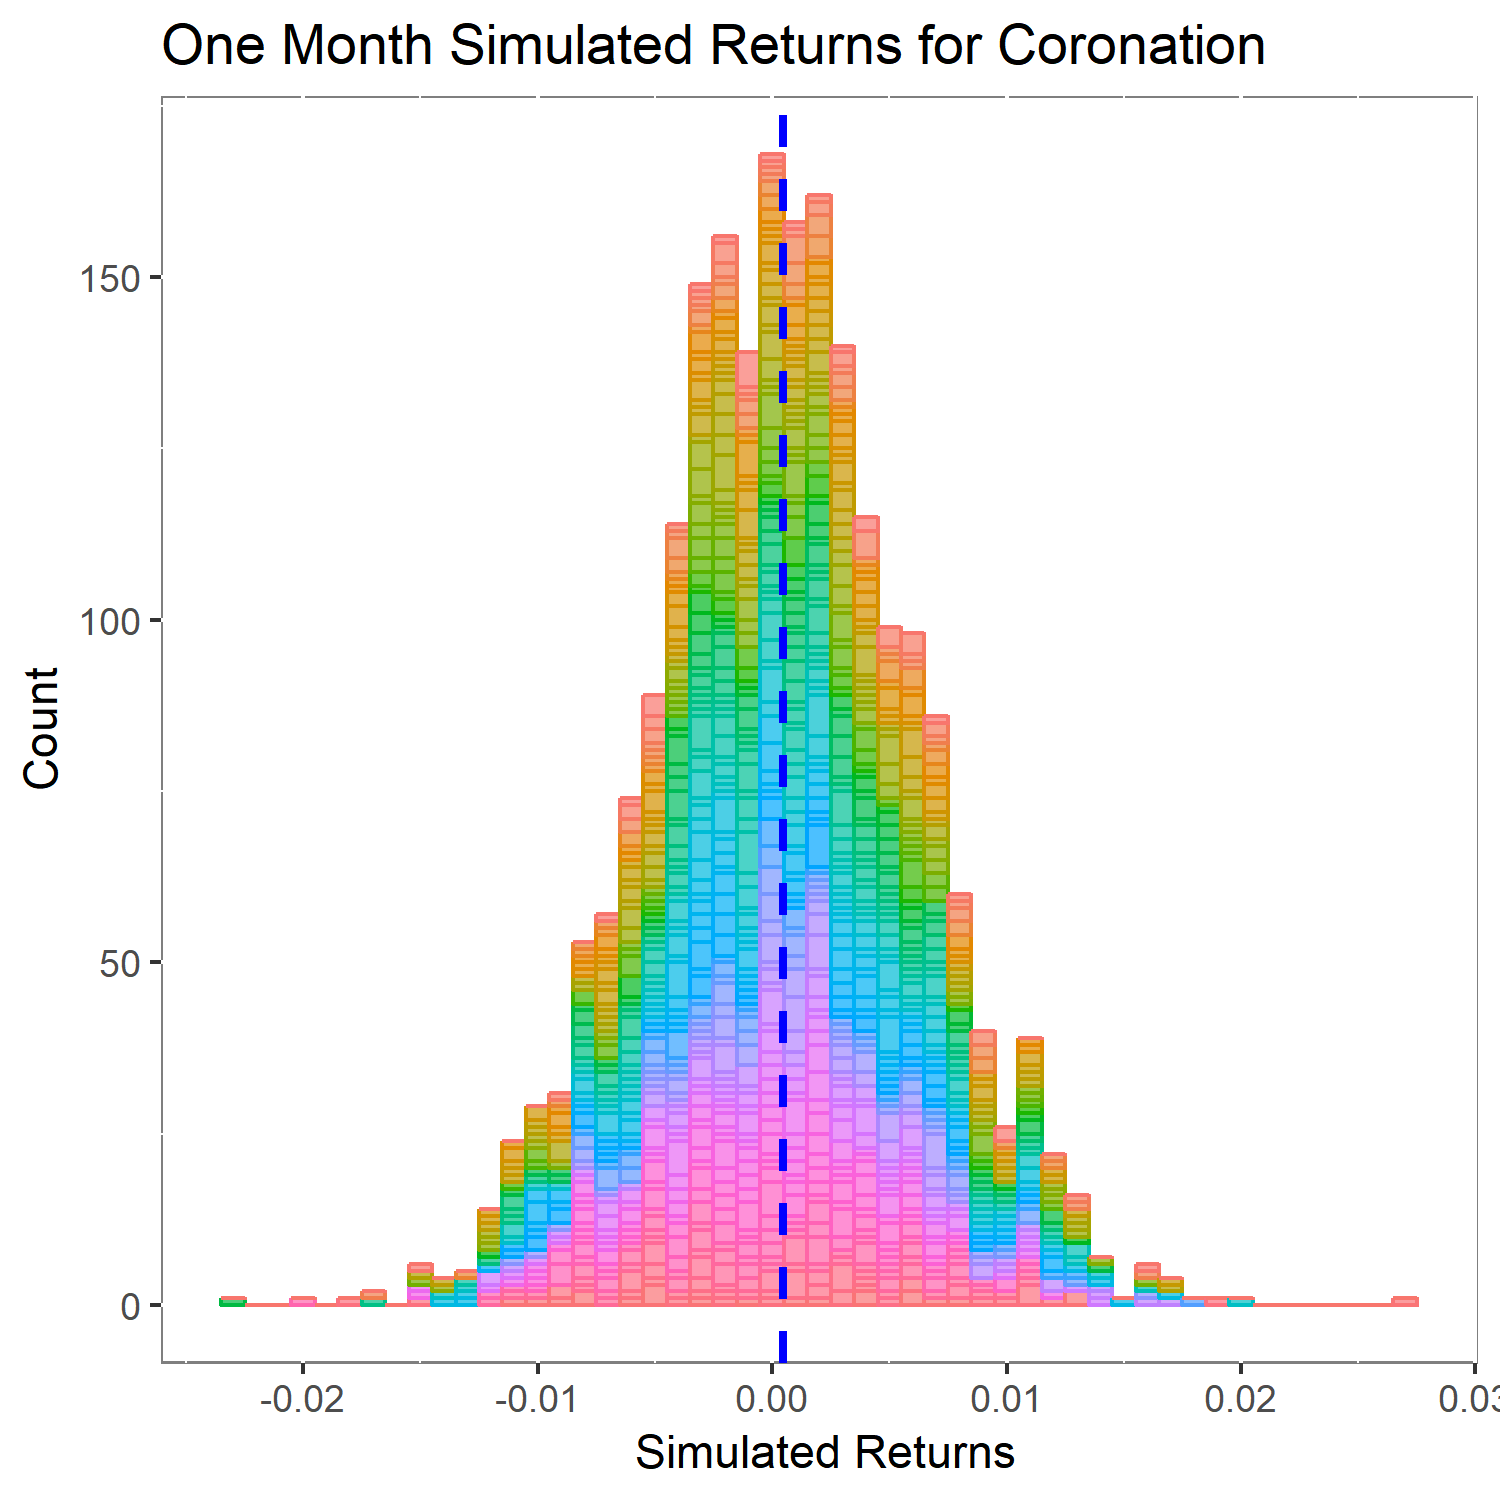 One Month Simulated Returns for Coronation
150
100
50
0
Count
-0.02 -0.01 0.00 0.01 0.02 0.03
Simulated Returns